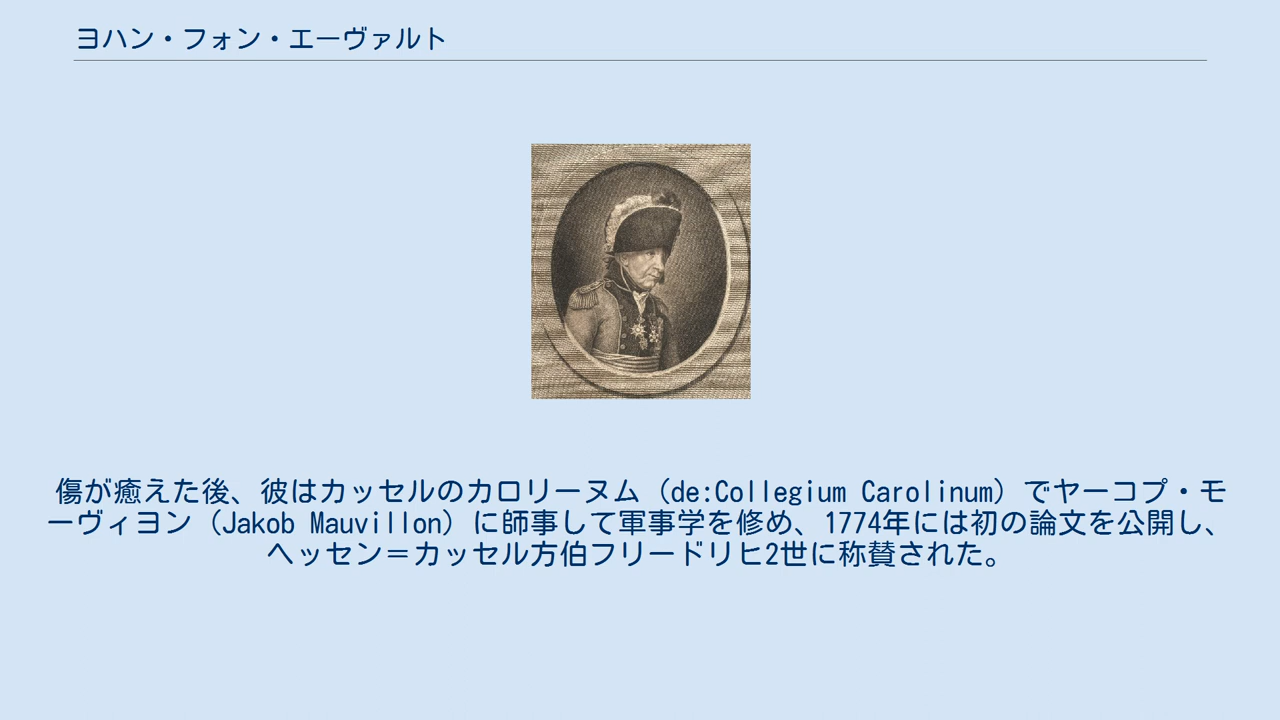 ヨハン・フォン・エーヴァルト
傷が癒えた後、彼はカッセルのカロリーヌム（de:Collegium Carolinum）でヤーコプ・モ
ーヴィヨン（Jakob Mauvillon）に師事して軍事学を修め、1774年には初の論文を公開し、
ヘッセン＝カッセル方伯フリードリヒ2世に称賛された。